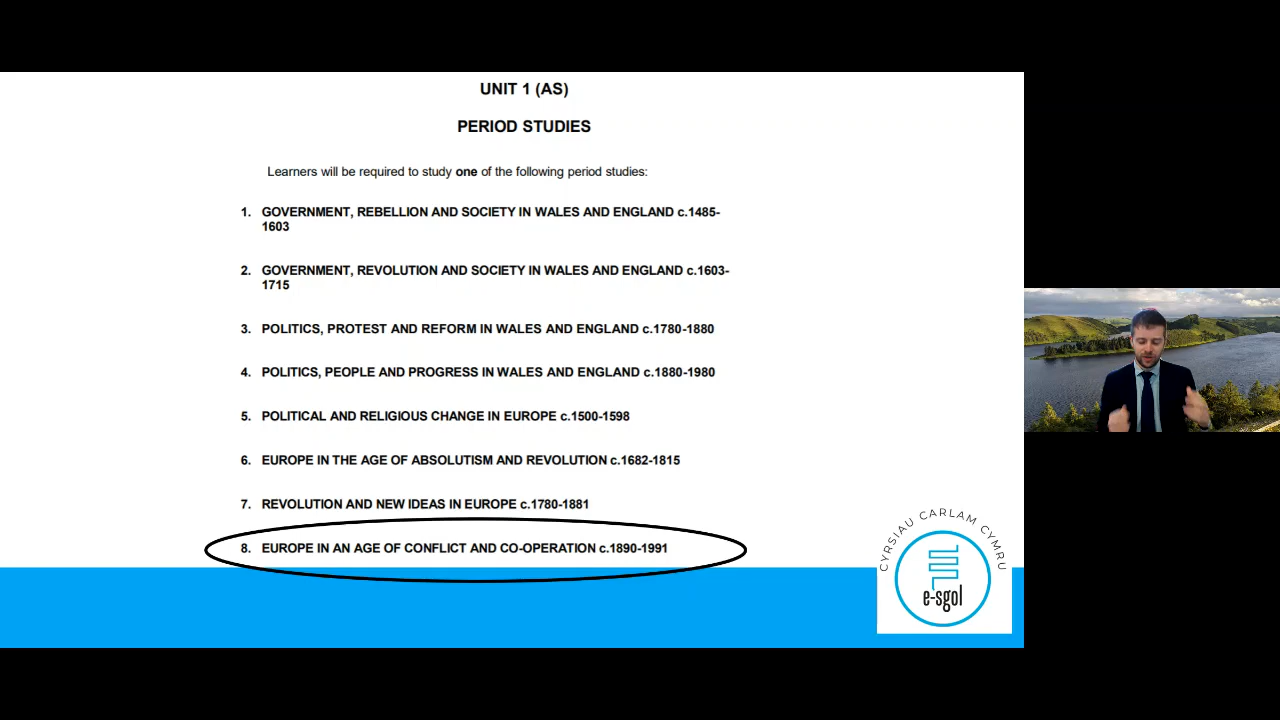 UNIT 1 (AS)
PERIOD STUDIES
Learners will be required to study one of the following period studies:
1. GOVERNMENT, REBELLION AND SOCIETY IN WALES AND ENGLAND c.1485-
1603
2. GOVERNMENT, REVOLUTION AND SOCIETY IN WALES AND ENGLAND c.1603-
1715
3. POLITICS, PROTEST AND REFORM IN WALES AND ENGLAND c.1780-1880
4. POLITICS, PEOPLE AND PROGRESS IN WALES AND ENGLAND c.1880-1980
5. POLITICAL AND RELIGIOUS CHANGE IN EUROPE c.1500-1598
6. EUROPE IN THE AGE OF ABSOLUTISM AND REVOLUTION c.1682-1815
7. REVOLUTION AND NEW IDEAS IN EUROPE c.1780-1881
8. EUROPE IN AN AGE OF CONFLICT AND CO-OPERATION c.1890-1991
CYRSIAU CARLAM CYMRU
e-sgol